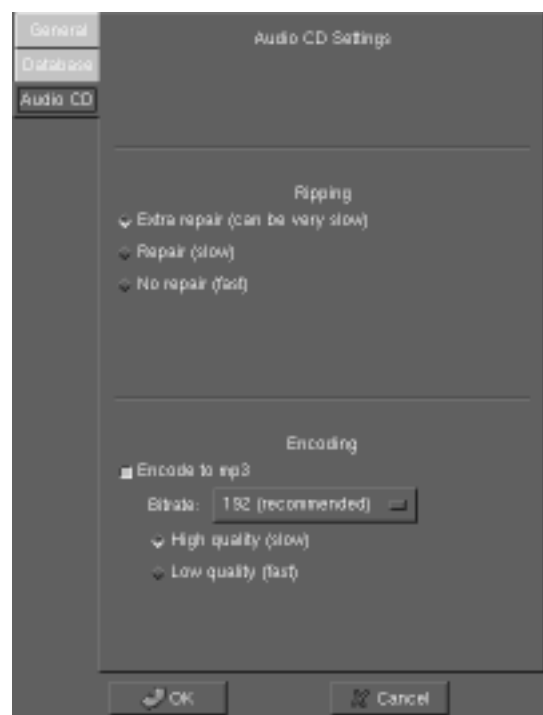 General
Database
Audio CD
Audio CD Settings
Ripping
Extra repair (can be very slow)
Repair (slow)
No repair (fast)
Encoding
Encode to mp3
Bitrate: 192 (recommended)
High quality (slow)
Low quality (fast)
OK
Cancel